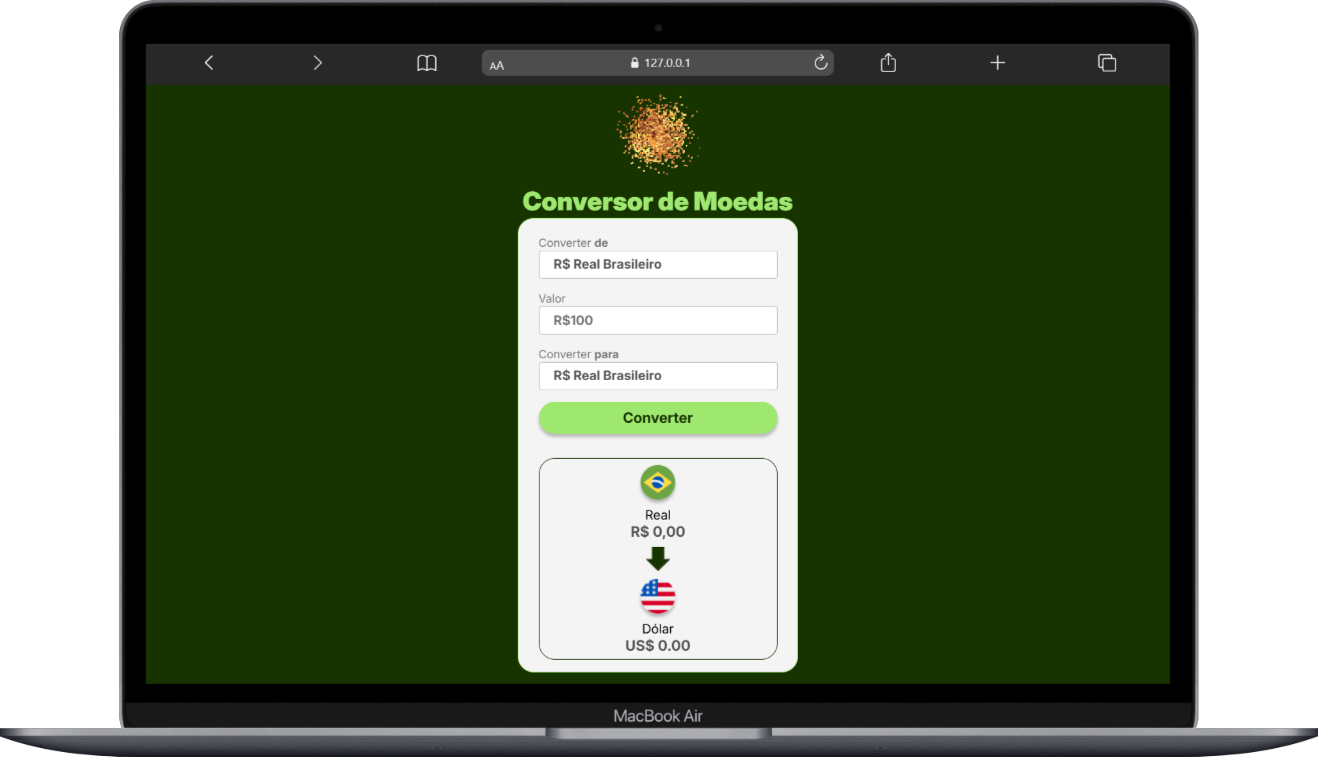 AA
127.0.0.1
Conversor de Moedas
Converter de
R$ Real Brasileiro
Valor
R$100
Converter para
R$ Real Brasileiro
Converter
Real
R$ 0,00
Dólar
US$ 0.00
MacBook Air